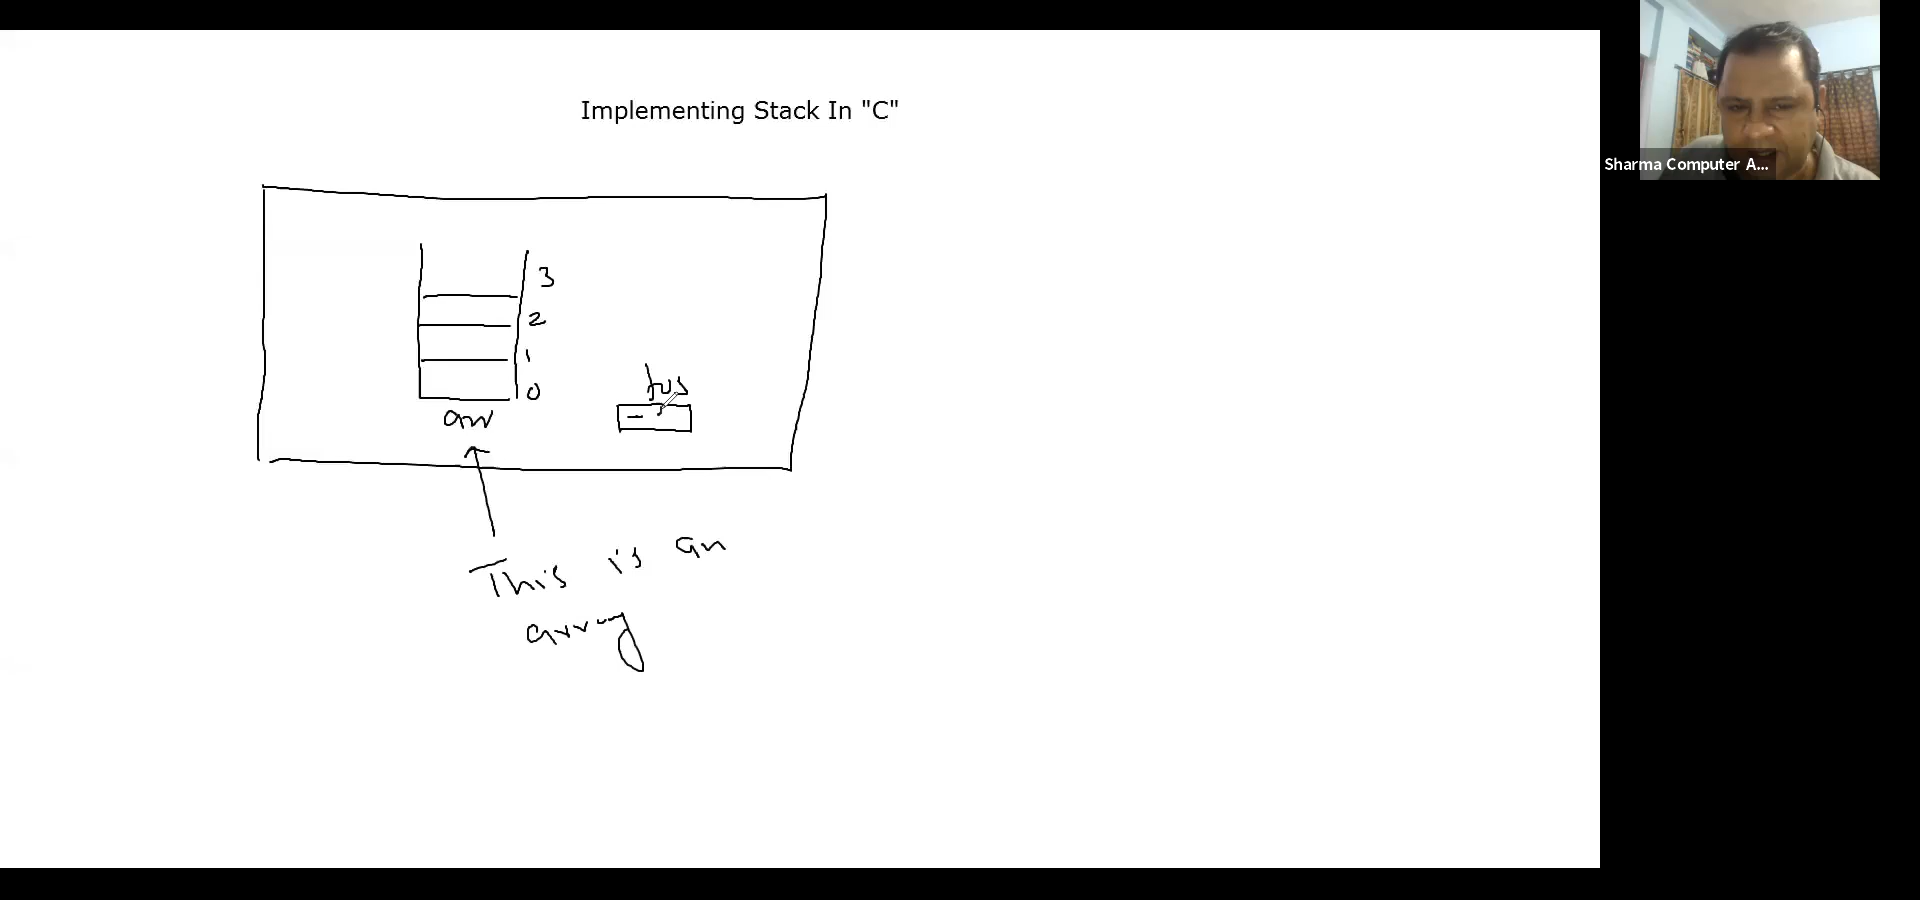 Implementing Stack In "C"
Sharma Computer A...
3
2
1
0
tos
-
arr
This is an
array